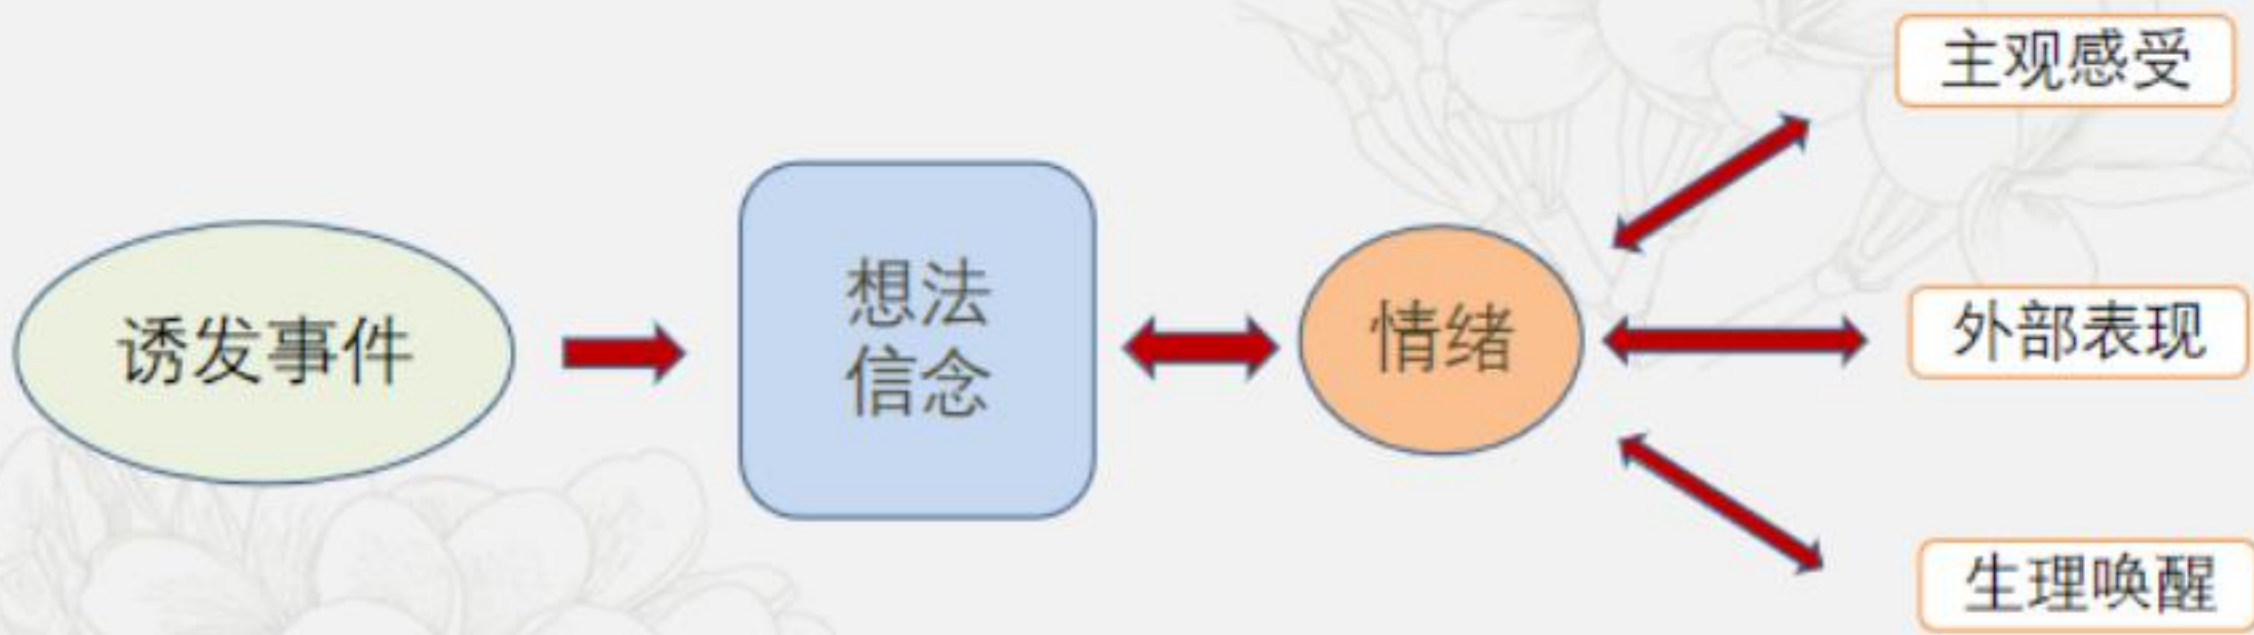 诱发事件
想法
信念
情绪
主观感受
外部表现
生理唤醒